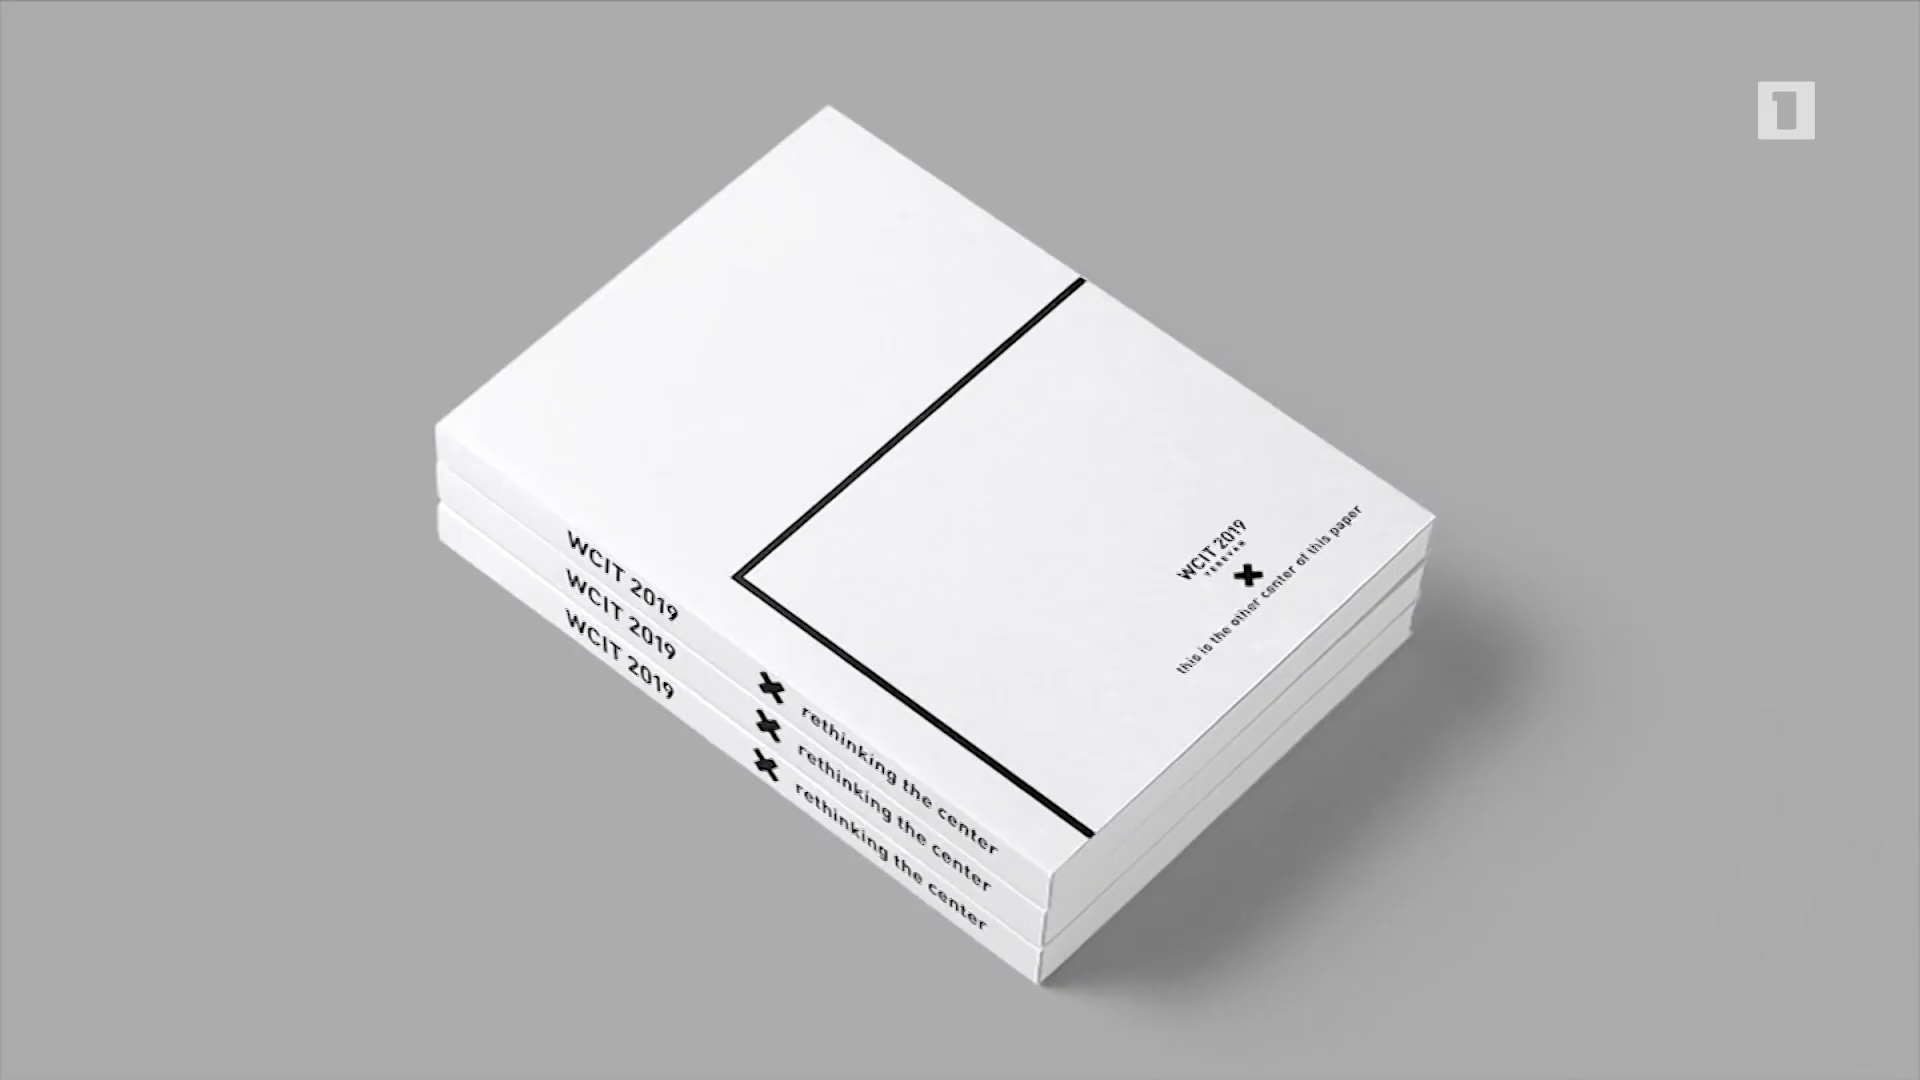 1
WCIT 2019
YEREVAN
this is the other center of this paper
WCIT 2019
rethinking the center
WCIT 2019
rethinking the center
WCIT 2019
rethinking the center